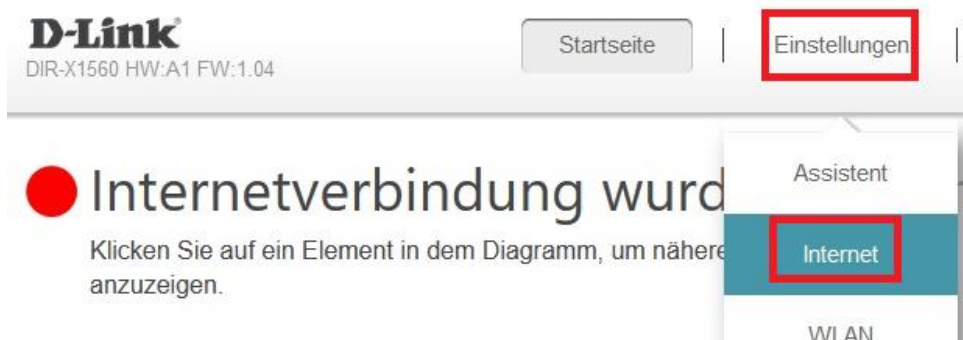 D-Link
DIR-X1560 HW:A1 FW:1.04
Startseite
Einstellungen
Assistent
Internetverbindung wurd
Internet
Klicken Sie auf ein Element in dem Diagramm, um nähere
anzuzeigen.
WLAN